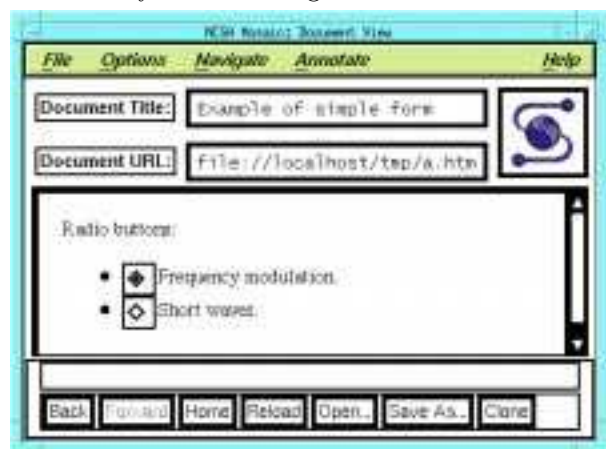 NCSA Mosaic: Document View
File Options Navigate Annotate Help
Document Title: Example of simple form
Document URL: file://localhost/tmp/a.htm
Radio buttons:
Frequency modulation.
Short waves.
Back Forward Home Reload Open... Save As... Clone